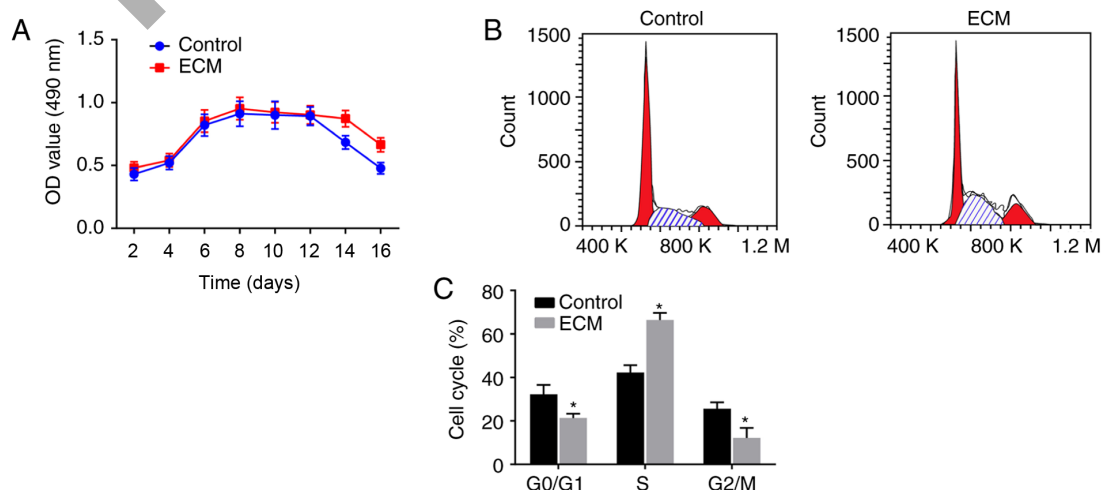 A
1.5
1.0
0.5
0.0
OD value (490 nm)
Control
ECM
2 4 6 8 10 12 14 16
Time (days)
B
Control
1500
1000
500
0
Count
400 K 800 K 1.2 M
ECM
1500
1000
500
0
Count
400 K 800 K 1.2 M
C
80
60
40
20
0
Cell cycle (%)
Control
ECM
*
*
*
G0/G1 S G2/M